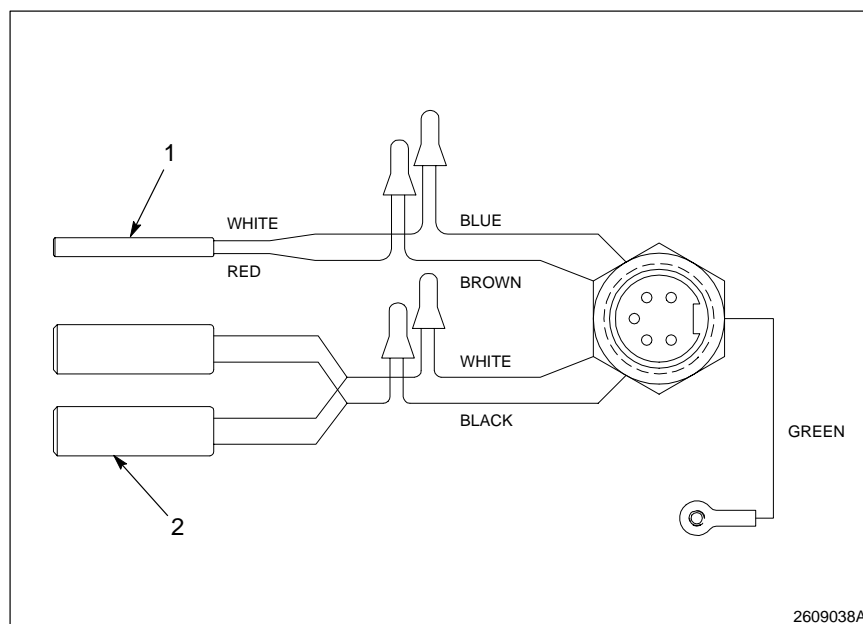 1
WHITE
BLUE
RED
BROWN
WHITE
BLACK
GREEN
2
2609038A